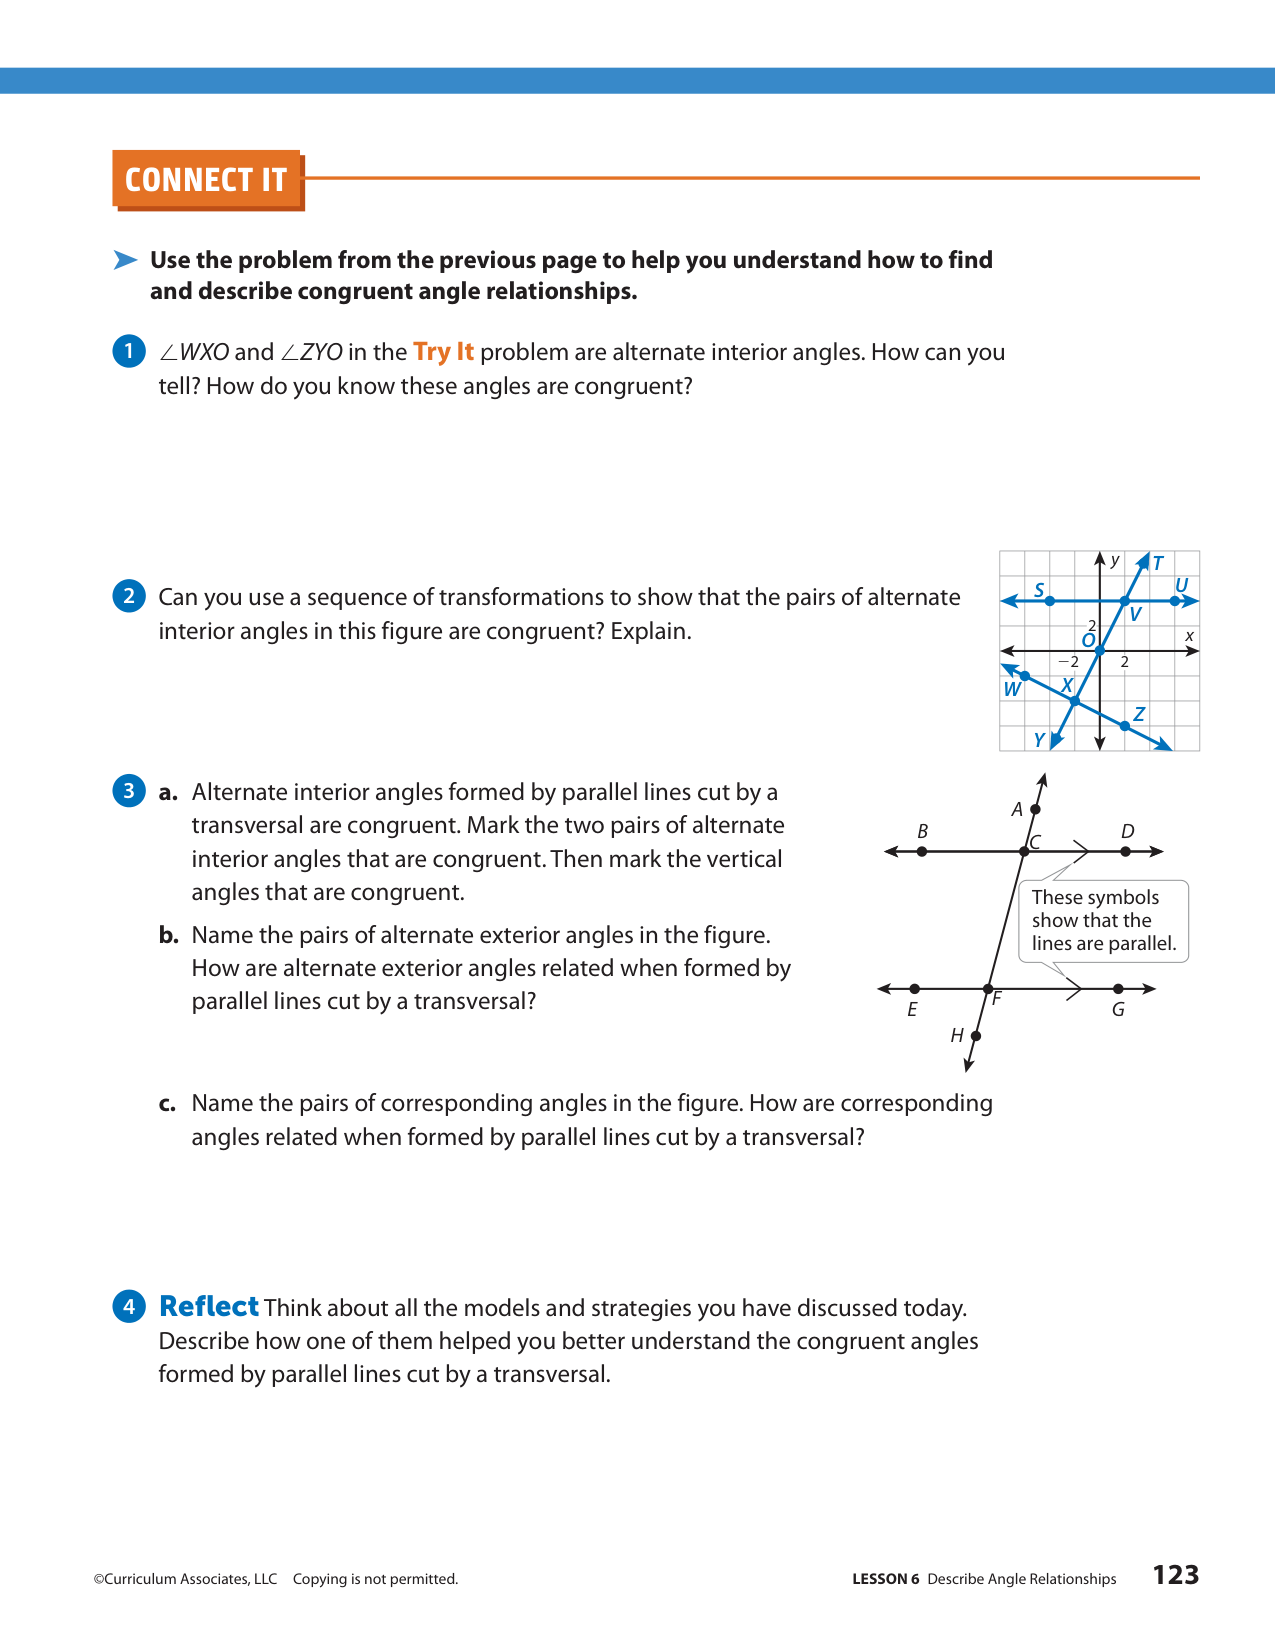 CONNECT IT
➤ Use the problem from the previous page to help you understand how to find
and describe congruent angle relationships.
1 ∠WXO and ∠ZYO in the Try It problem are alternate interior angles. How can you
tell? How do you know these angles are congruent?
2 Can you use a sequence of transformations to show that the pairs of alternate
interior angles in this figure are congruent? Explain.
y
T
S
U
V
2
O
x
−2
2
W
X
Z
Y
3 a. Alternate interior angles formed by parallel lines cut by a
transversal are congruent. Mark the two pairs of alternate
interior angles that are congruent. Then mark the vertical
angles that are congruent.
b. Name the pairs of alternate exterior angles in the figure.
How are alternate exterior angles related when formed by
parallel lines cut by a transversal?
A
B
C
D
These symbols
show that the
lines are parallel.
E
F
G
H
c. Name the pairs of corresponding angles in the figure. How are corresponding
angles related when formed by parallel lines cut by a transversal?
4 Reflect Think about all the models and strategies you have discussed today.
Describe how one of them helped you better understand the congruent angles
formed by parallel lines cut by a transversal.
©Curriculum Associates, LLC Copying is not permitted.
LESSON 6 Describe Angle Relationships 123